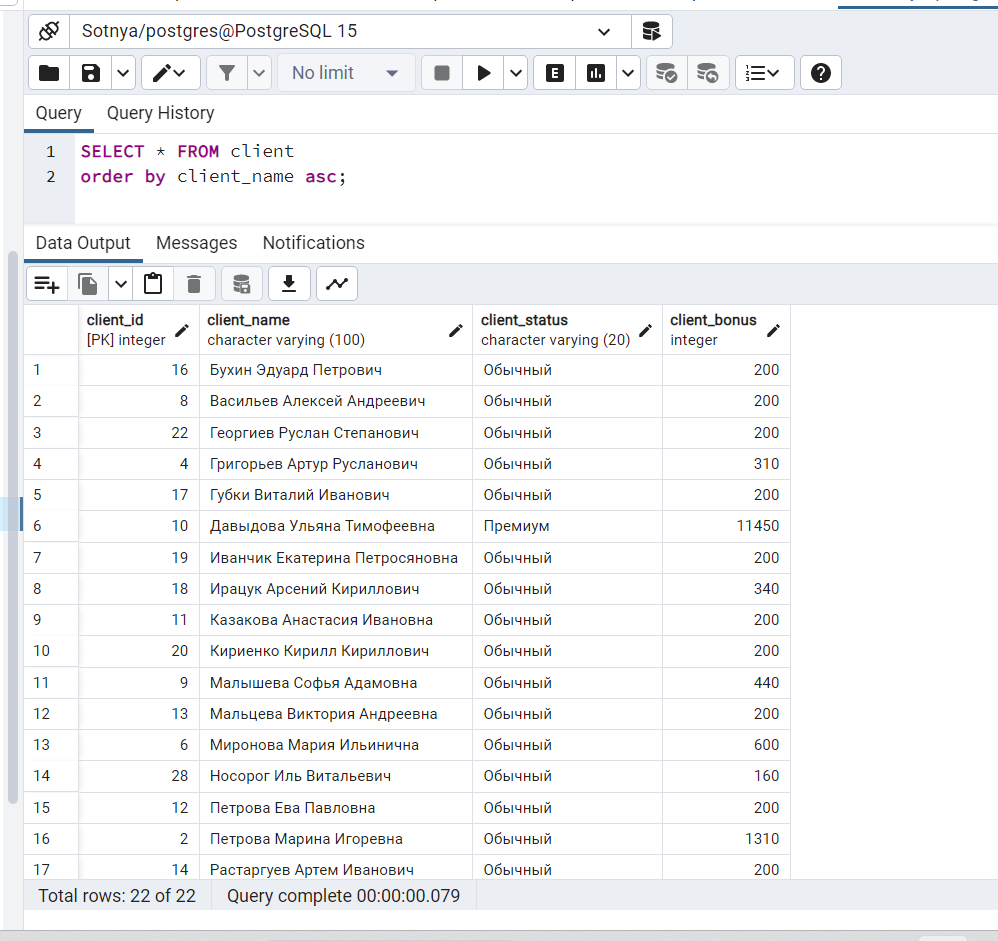 Sotnya/postgres@PostgreSQL 15
No limit
E
Query Query History
1 SELECT * FROM client
2 order by client_name asc;
Data Output Messages Notifications
client_id client_name client_status client_bonus
[PK] integer character varying (100) character varying (20) integer
1 16 Бухин Эдуард Петрович Обычный 200
2 8 Васильев Алексей Андреевич Обычный 200
3 22 Георгиев Руслан Степанович Обычный 200
4 4 Григорьев Артур Русланович Обычный 310
5 17 Губки Виталий Иванович Обычный 200
6 10 Давыдова Ульяна Тимофеевна Премиум 11450
7 19 Иванчик Екатерина Петросяновна Обычный 200
8 18 Ирацук Арсений Кириллович Обычный 340
9 11 Казакова Анастасия Ивановна Обычный 200
10 20 Кириенко Кирилл Кириллович Обычный 200
11 9 Малышева Софья Адамовна Обычный 440
12 13 Мальцева Виктория Андреевна Обычный 200
13 6 Миронова Мария Ильинична Обычный 600
14 28 Носорог Иль Витальевич Обычный 160
15 12 Петрова Ева Павловна Обычный 200
16 2 Петрова Марина Игоревна Обычный 1310
17 14 Растаргуев Артем Иванович Обычный 200
Total rows: 22 of 22 Query complete 00:00:00.079